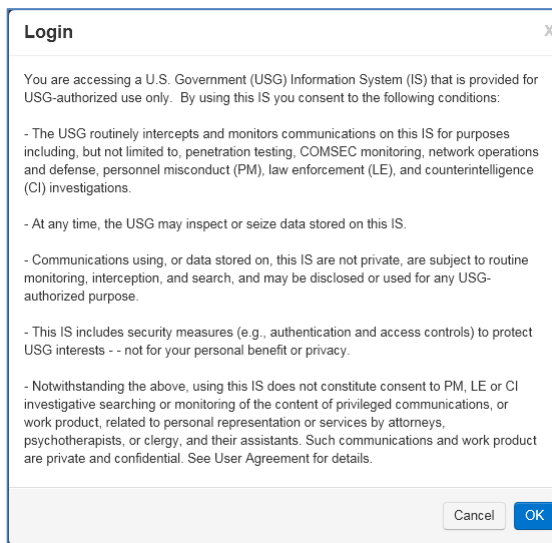 Login
X
You are accessing a U.S. Government (USG) Information System (IS) that is provided for
USG-authorized use only.  By using this IS you consent to the following conditions:
- The USG routinely intercepts and monitors communications on this IS for purposes
including, but not limited to, penetration testing, COMSEC monitoring, network operations
and defense, personnel misconduct (PM), law enforcement (LE), and counterintelligence
(CI) investigations.
- At any time, the USG may inspect or seize data stored on this IS.
- Communications using, or data stored on, this IS are not private, are subject to routine
monitoring, interception, and search, and may be disclosed or used for any USG-
authorized purpose.
- This IS includes security measures (e.g., authentication and access controls) to protect
USG interests - - not for your personal benefit or privacy.
- Notwithstanding the above, using this IS does not constitute consent to PM, LE or CI
investigative searching or monitoring of the content of privileged communications, or
work product, related to personal representation or services by attorneys,
psychotherapists, or clergy, and their assistants. Such communications and work product
are private and confidential. See User Agreement for details.
Cancel OK